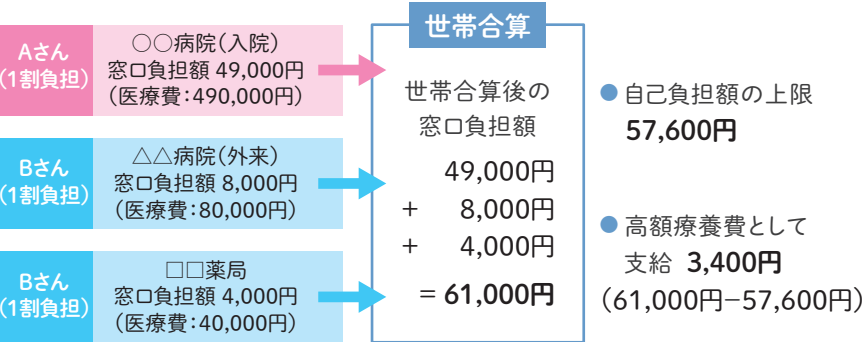 Aさん
(1割負担)
○○病院(入院)
窓口負担額 49,000円
(医療費:490,000円)
Bさん
(1割負担)
△△病院(外来)
窓口負担額 8,000円
(医療費:80,000円)
Bさん
(1割負担)
□□薬局
窓口負担額 4,000円
(医療費:40,000円)
世帯合算
世帯合算後の
窓口負担額
49,000円
+ 8,000円
+ 4,000円
= 61,000円
● 自己負担額の上限
57,600円
● 高額療養費として
支給 3,400円
(61,000円−57,600円)